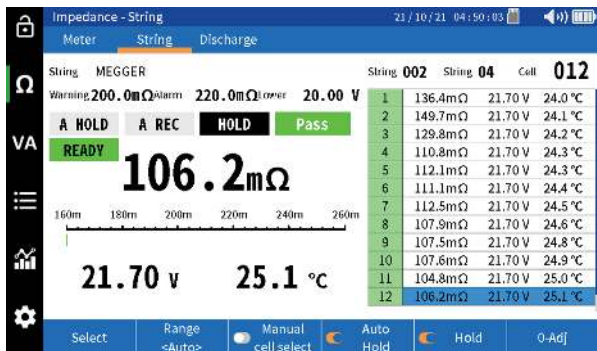 Impedance - String 21/10/21 04:50:03
Meter String Discharge
String MEGGER String 002 String 04 Cell 012
Warning 200.0mΩ Alarm 220.0mΩ Lower 20.00 V
A HOLD A REC HOLD Pass
READY
106.2mΩ
160m 180m 200m 220m 240m 260m
21.70 V 25.1 °C
1 136.4mΩ 21.70 V 24.0 °C
2 149.7mΩ 21.70 V 24.1 °C
3 129.8mΩ 21.70 V 24.2 °C
4 110.8mΩ 21.70 V 24.3 °C
5 112.1mΩ 21.70 V 24.3 °C
6 111.1mΩ 21.70 V 24.4 °C
7 112.5mΩ 21.70 V 24.5 °C
8 107.9mΩ 21.70 V 24.6 °C
9 107.5mΩ 21.70 V 24.8 °C
10 107.6mΩ 21.70 V 24.9 °C
11 104.8mΩ 21.70 V 25.0 °C
12 106.2mΩ 21.70 V 25.1 °C
Ω
VA
Select
Range
<Auto>
Manual
cell select
Auto
Hold
Hold
0-Adj